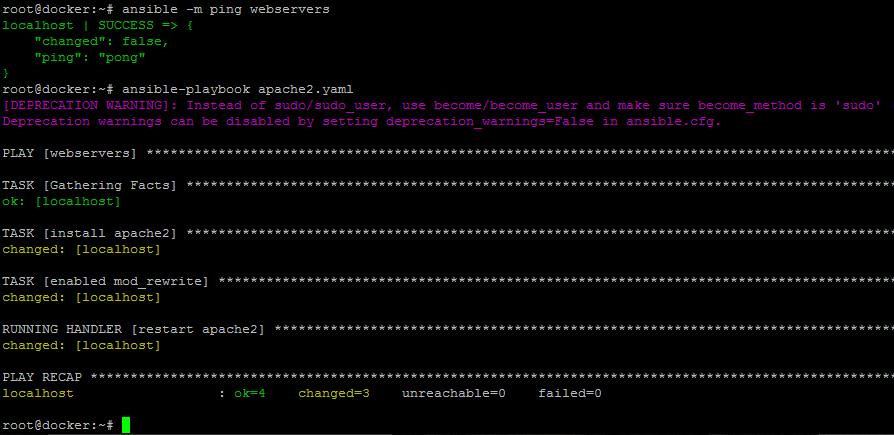 root@docker:~# ansible -m ping webservers
localhost | SUCCESS => {
    "changed": false,
    "ping": "pong"
}
root@docker:~# ansible-playbook apache2.yaml
[DEPRECATION WARNING]: Instead of sudo/sudo_user, use become/become_user and make sure become_method is 'sudo'
Deprecation warnings can be disabled by setting deprecation_warnings=False in ansible.cfg.
PLAY [webservers] **********************************************************************************************
TASK [Gathering Facts] *****************************************************************************************
ok: [localhost]
TASK [install apache2] *****************************************************************************************
changed: [localhost]
TASK [enabled mod_rewrite] *************************************************************************************
changed: [localhost]
RUNNING HANDLER [restart apache2] ******************************************************************************
changed: [localhost]
PLAY RECAP *****************************************************************************************************
localhost                  : ok=4    changed=3    unreachable=0    failed=0
root@docker:~#